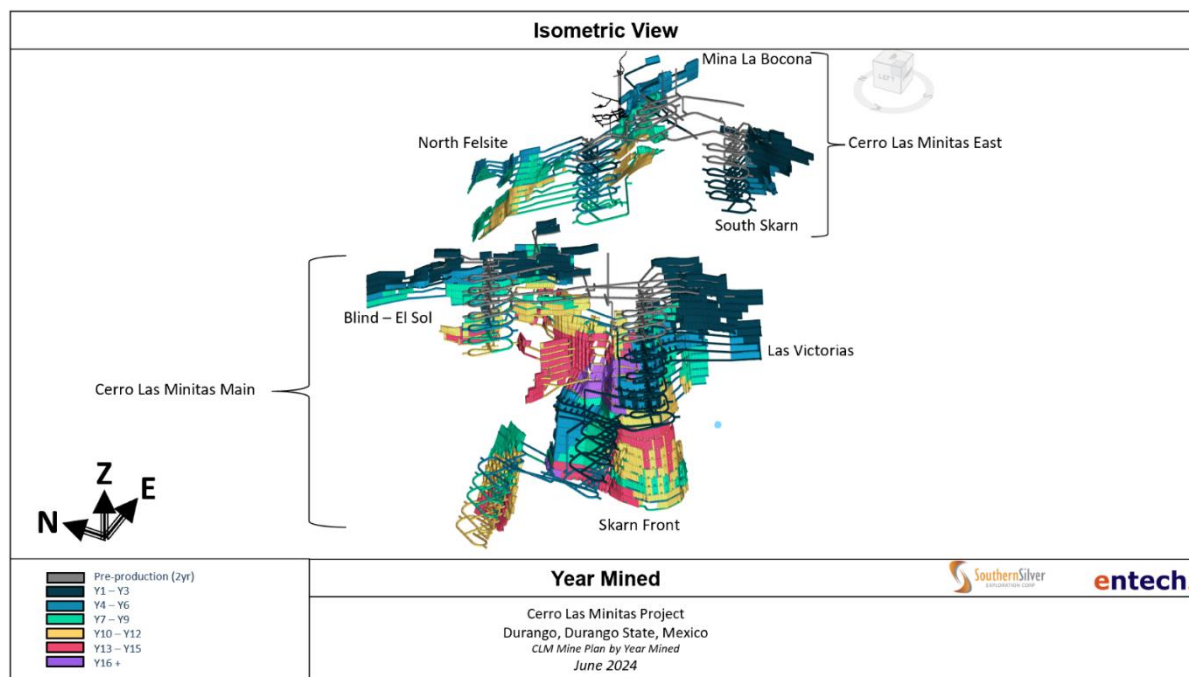 Isometric View
Mina La Bocona
LEFT
North Felsite
Cerro Las Minitas East
South Skarn
Blind – El Sol
Las Victorias
Cerro Las Minitas Main
Z
E
N
Skarn Front
Pre-production (2yr)
Y1 – Y3
Y4 – Y6
Y7 – Y9
Y10 – Y12
Y13 – Y15
Y16 +
Year Mined
SouthernSilver
EXPLORATION CORP
entech.
Cerro Las Minitas Project
Durango, Durango State, Mexico
CLM Mine Plan by Year Mined
June 2024